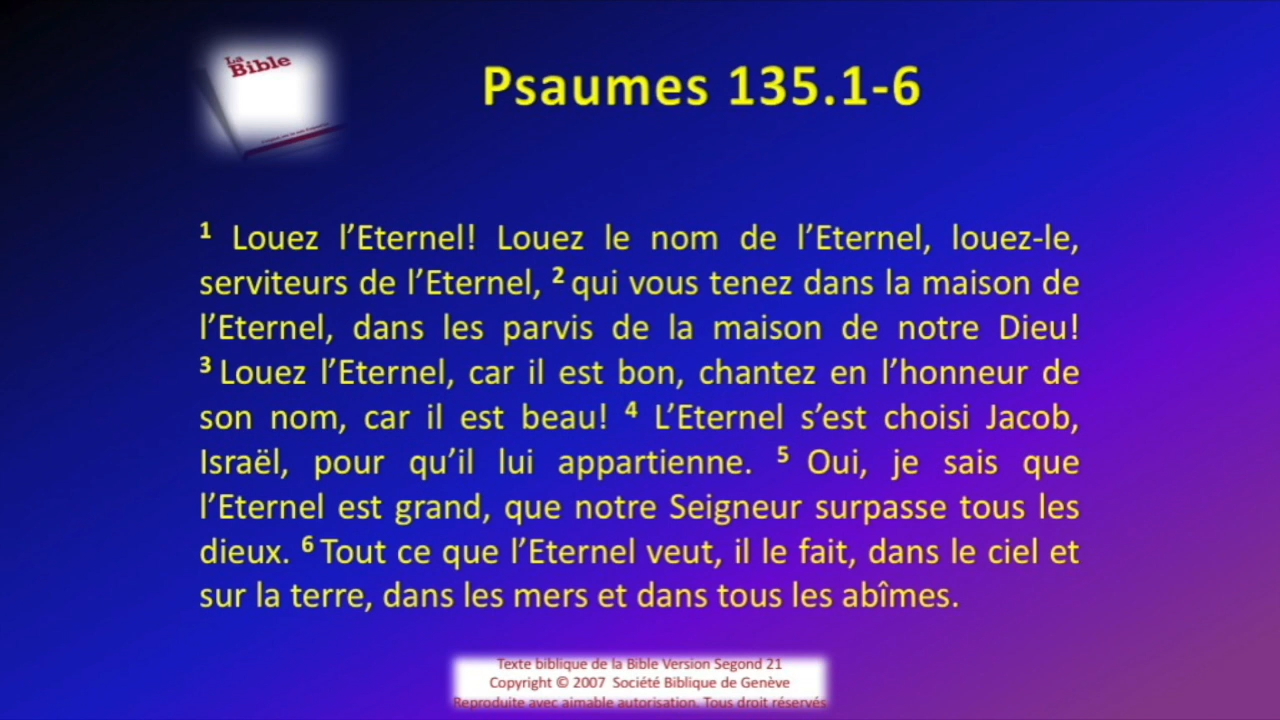 La
Bible
Psaumes 135.1-6
1 Louez l’Eternel! Louez le nom de l’Eternel, louez-le,
serviteurs de l’Eternel, 2 qui vous tenez dans la maison de
l’Eternel, dans les parvis de la maison de notre Dieu!
3 Louez l’Eternel, car il est bon, chantez en l’honneur de
son nom, car il est beau! 4 L’Eternel s’est choisi Jacob,
Israël, pour qu’il lui appartienne. 5 Oui, je sais que
l’Eternel est grand, que notre Seigneur surpasse tous les
dieux. 6 Tout ce que l’Eternel veut, il le fait, dans le ciel et
sur la terre, dans les mers et dans tous les abîmes.
Texte biblique de la Bible Version Segond 21
Copyright © 2007 Société Biblique de Genève
Reproduite avec aimable autorisation. Tous droit réservés